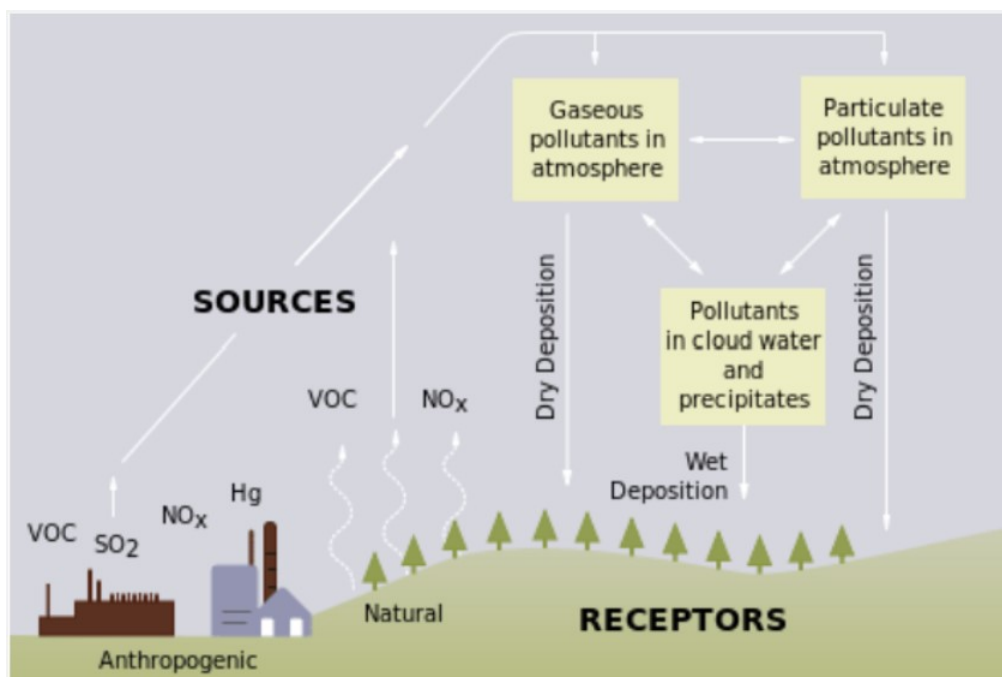 Gaseous
pollutants in
atmosphere
Particulate
pollutants in
atmosphere
SOURCES
Dry Deposition
Pollutants
in cloud water
and
precipitates
Dry Deposition
VOC
NOx
Wet
Deposition
Hg
NOx
VOC
SO2
Natural
RECEPTORS
Anthropogenic